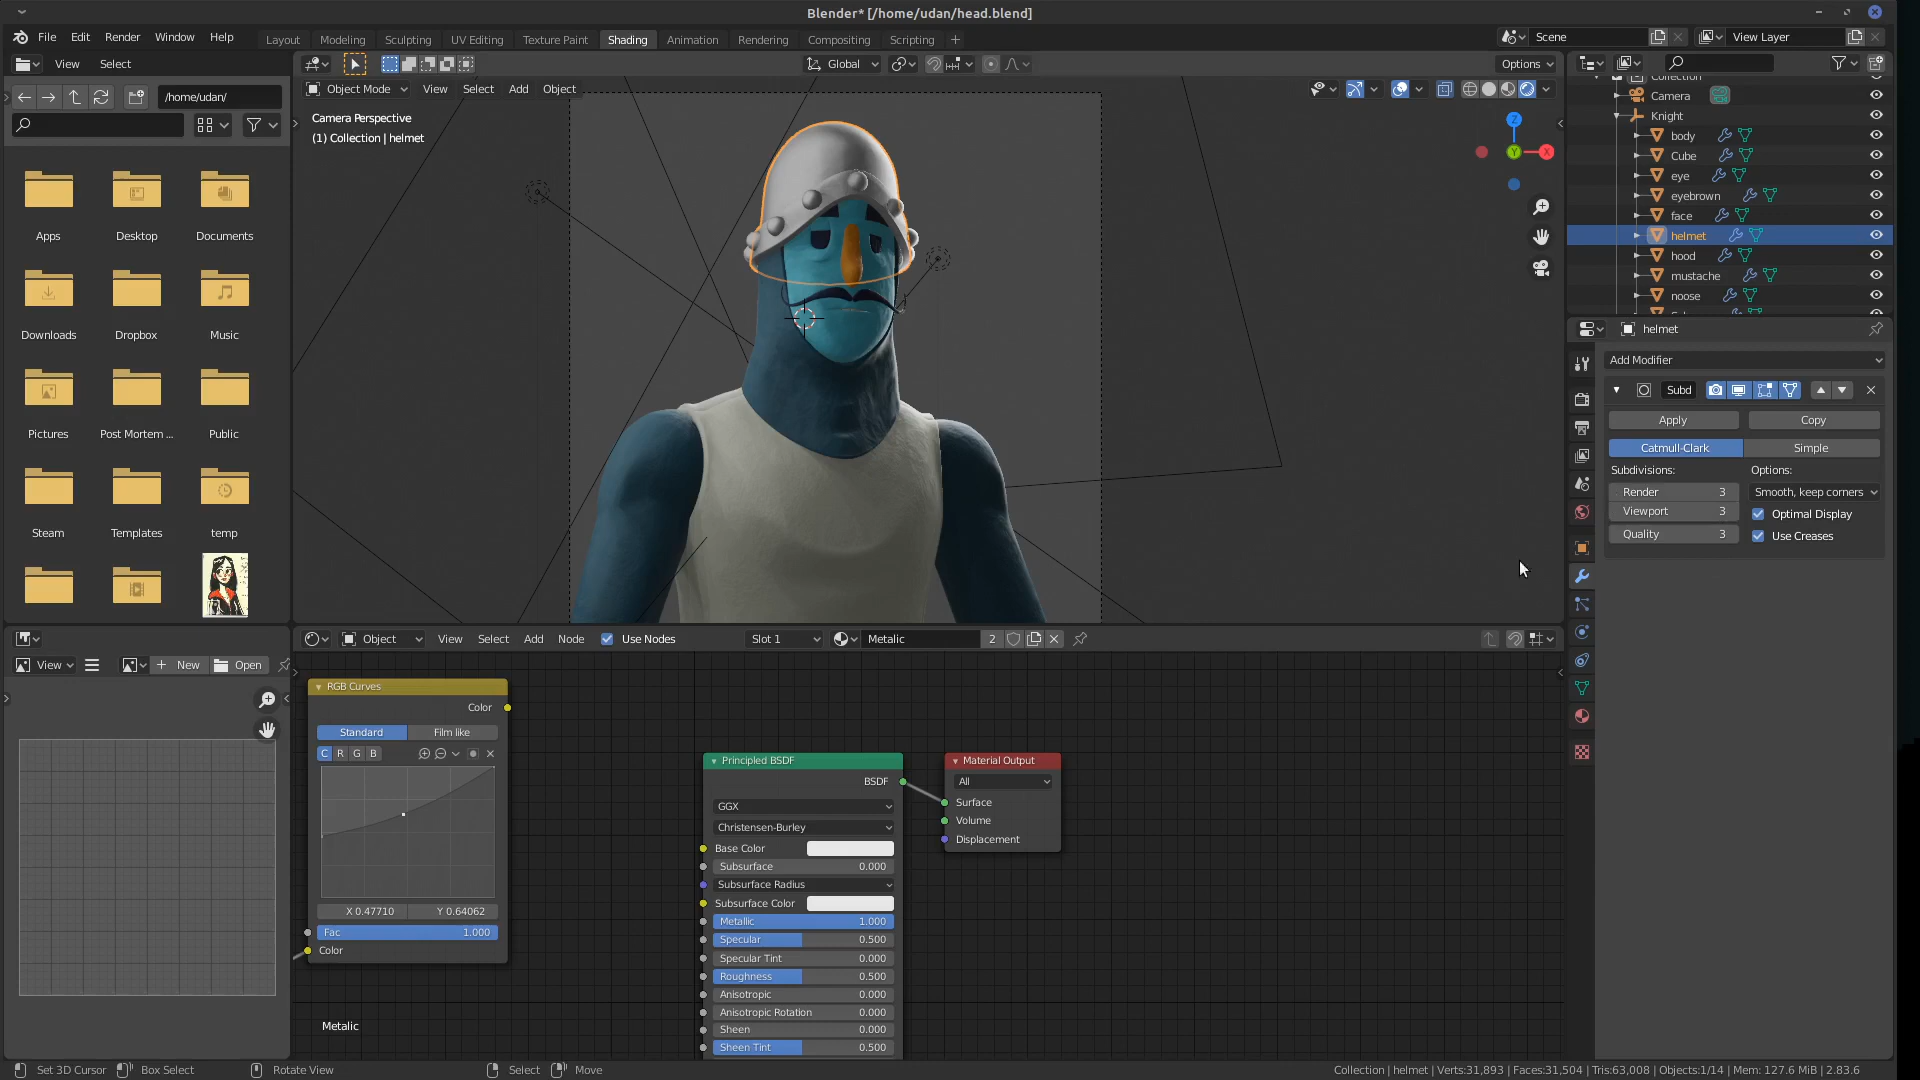 Blender* [/home/udan/head.blend]
File Edit Render Window Help
Layout Modeling Sculpting UV Editing Texture Paint Shading Animation Rendering Compositing Scripting
Scene
View Layer
View Select
Global
Options
/home/udan/
Object Mode View Select Add Object
Camera Perspective
(1) Collection | helmet
Z
Y
X
Apps Desktop Documents
Downloads Dropbox Music
Pictures Post Mortem ... Public
Steam Templates temp
Collection
Camera
Knight
body
Cube
eye
eyebrown
face
helmet
hood
mustache
noose
helmet
Add Modifier
Subd
Apply Copy
Catmull-Clark Simple
Subdivisions: Options:
Render 3 Smooth, keep corners
Viewport 3 Optimal Display
Quality 3 Use Creases
View New Open
Object View Select Add Node Use Nodes Slot 1 Metalic 2
RGB Curves
Color
Standard Film like
C R G B
X 0.47710 Y 0.64062
Fac 1.000
Color
Metalic
Principled BSDF
BSDF
GGX
Christensen-Burley
Base Color
Subsurface 0.000
Subsurface Radius
Subsurface Color
Metallic 1.000
Specular 0.500
Specular Tint 0.000
Roughness 0.500
Anisotropic 0.000
Anisotropic Rotation 0.000
Sheen 0.000
Sheen Tint 0.500
Material Output
All
Surface
Volume
Displacement
Set 3D Cursor Box Select Rotate View Select Move
Collection | helmet | Verts:31,893 | Faces:31,504 | Tris:63,008 | Objects:1/14 | Mem: 127.6 MiB | 2.83.6